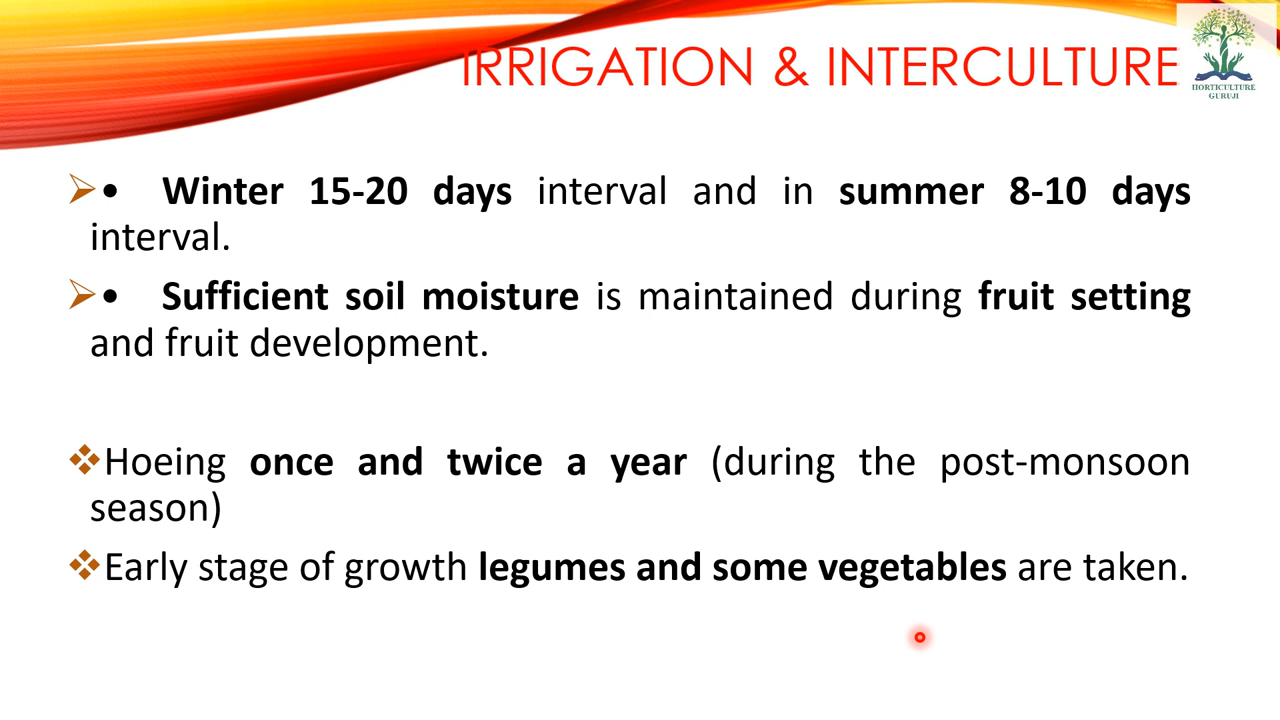 IRRIGATION & INTERCULTURE
HORTICULTURE
GURUJI
• Winter 15-20 days interval and in summer 8-10 days
interval.
• Sufficient soil moisture is maintained during fruit setting
and fruit development.
Hoeing once and twice a year (during the post-monsoon
season)
Early stage of growth legumes and some vegetables are taken.